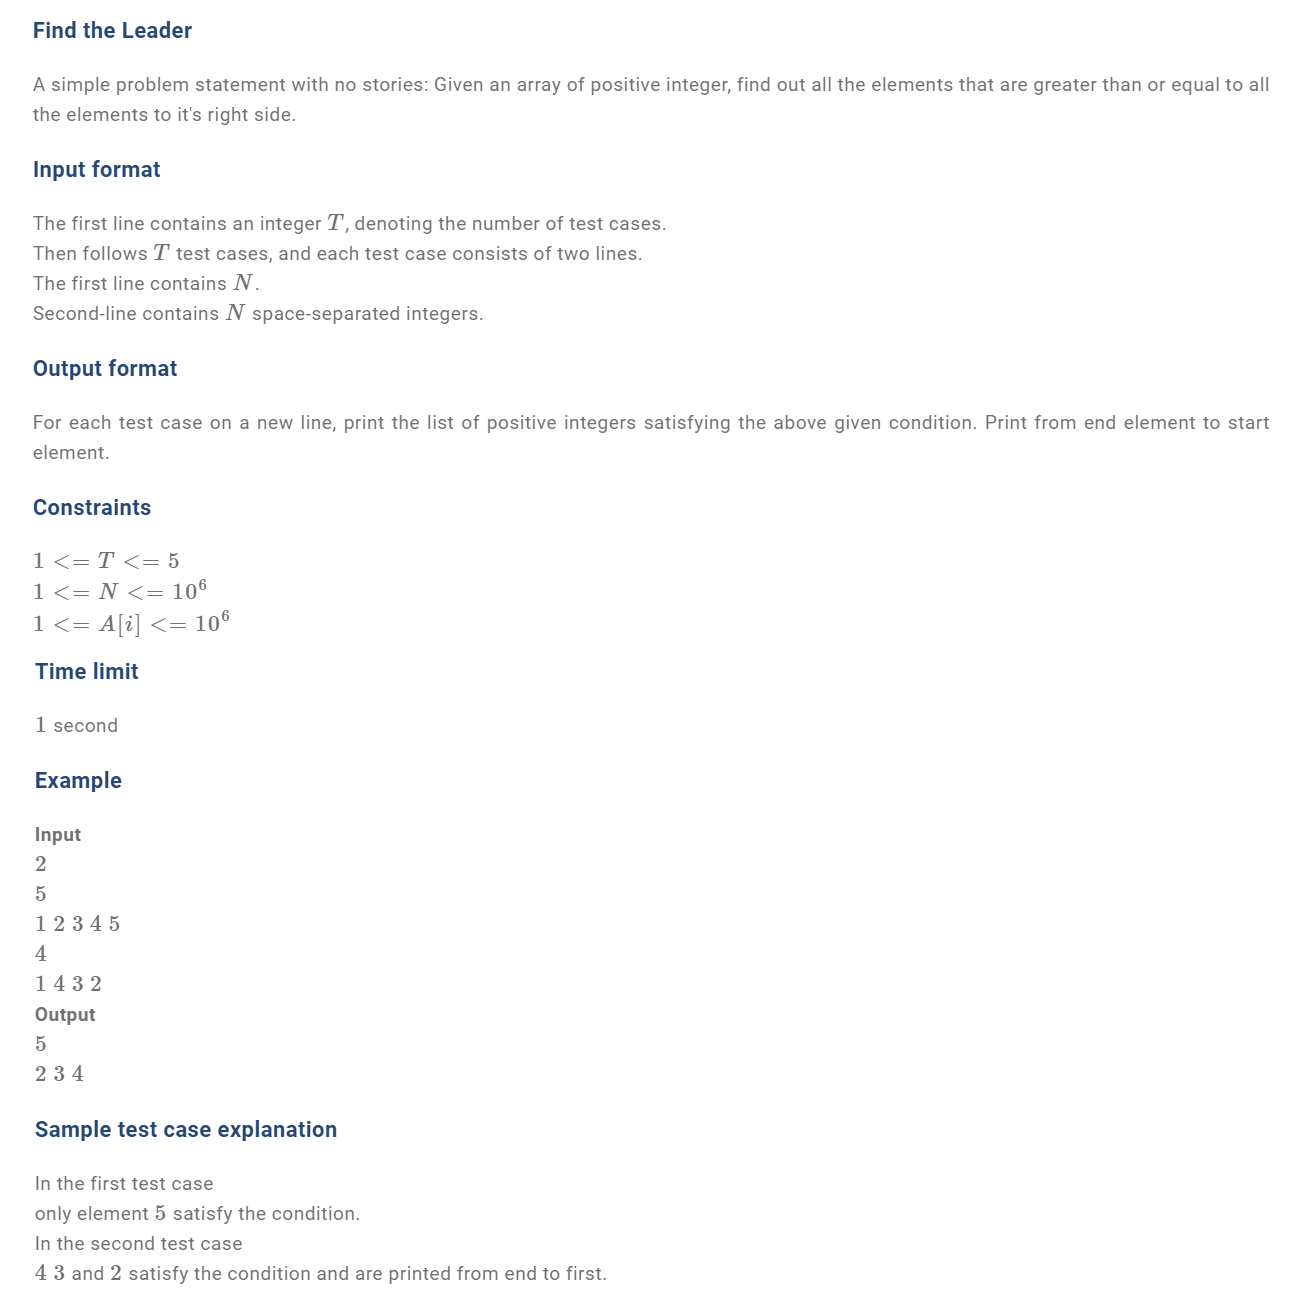 Find the Leader
A simple problem statement with no stories: Given an array of positive integer, find out all the elements that are greater than or equal to all
the elements to it's right side.
Input format
The first line contains an integer T, denoting the number of test cases.
Then follows T test cases, and each test case consists of two lines.
The first line contains N.
Second-line contains N space-separated integers.
Output format
For each test case on a new line, print the list of positive integers satisfying the above given condition. Print from end element to start
element.
Constraints
1 <= T <= 5
1 <= N <= 10⁶
1 <= A[i] <= 10⁶
Time limit
1 second
Example
Input
2
5
1 2 3 4 5
4
1 4 3 2
Output
5
2 3 4
Sample test case explanation
In the first test case
only element 5 satisfy the condition.
In the second test case
4 3 and 2 satisfy the condition and are printed from end to first.